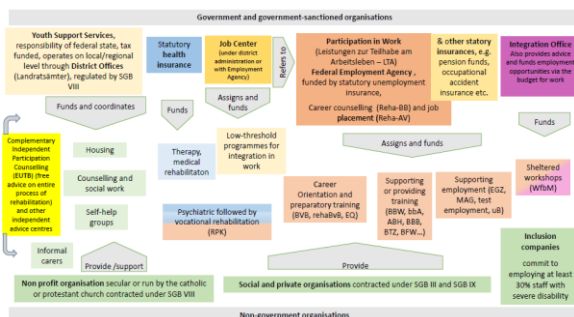 Government and government-sanctioned organisations
Youth Support Services,
responsibility of federal state, tax
funded, operates on local/regional
level through District Offices
(Landratsämter), regulated by SGB
VIII
Statutory
health
insurance
Job Center
(under district
administration or
with Employment
Agency)
Refers to
Participation in Work
(Leistungen zur Teilhabe am
Arbeitsleben – LTA)
Federal Employment Agency ,
funded by statutory unemployment
insurance,
Career counselling (Reha-BB) and job
placement (Reha-AV)
& other statory
insurances, e.g.
pension funds,
occupational
accident
insurance etc.
Integration Office
Also provides advice
and funds employment
opportunities via the
budget for work
Funds and coordinates
Funds
Assigns and
funds
Assigns and funds
Funds
Complementary
Independent
Participation
Counselling
(EUTB) (free
advice on entire
process of
rehabilitation)
and other
independent
advice centres
Housing
Counselling and
social work
Self-help
groups
Informal
carers
Therapy,
medical
rehabilitaton
Low-threshold
programmes for
integration in
work
Psychiatric followed by
vocational rehabilitation
(RPK)
Career
Orientation and
preparatory training
(BVB, rehaBvB, EQ)
Supporting
or providing
training
(BBW, bbA,
ABH, BBB,
BTZ, BFW...)
Supporting
employment (EGZ,
MAG, test
employment, uB)
Sheltered
workshops
(WfbM)
Provide /support
Provide
Non profit organisation secular or run by the catholic
or protestant church contracted under SGB VIII
Social and private organisations contracted under SGB III and SGB IX
Inclusion
companies
commit to
employing at least
30% staff with
severe disability
Non-government organisations